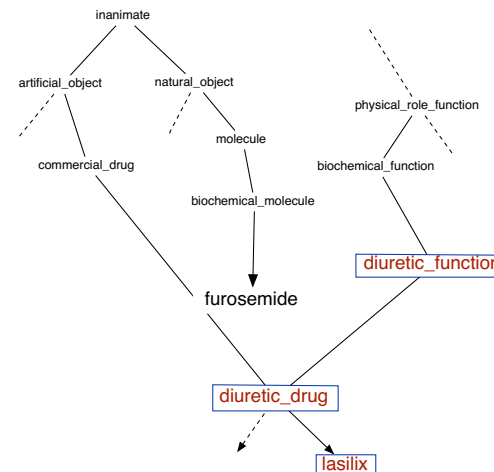 inanimate
artificial_object
natural_object
physical_role_function
molecule
commercial_drug
biochemical_function
biochemical_molecule
diuretic_function
furosemide
diuretic_drug
lasilix